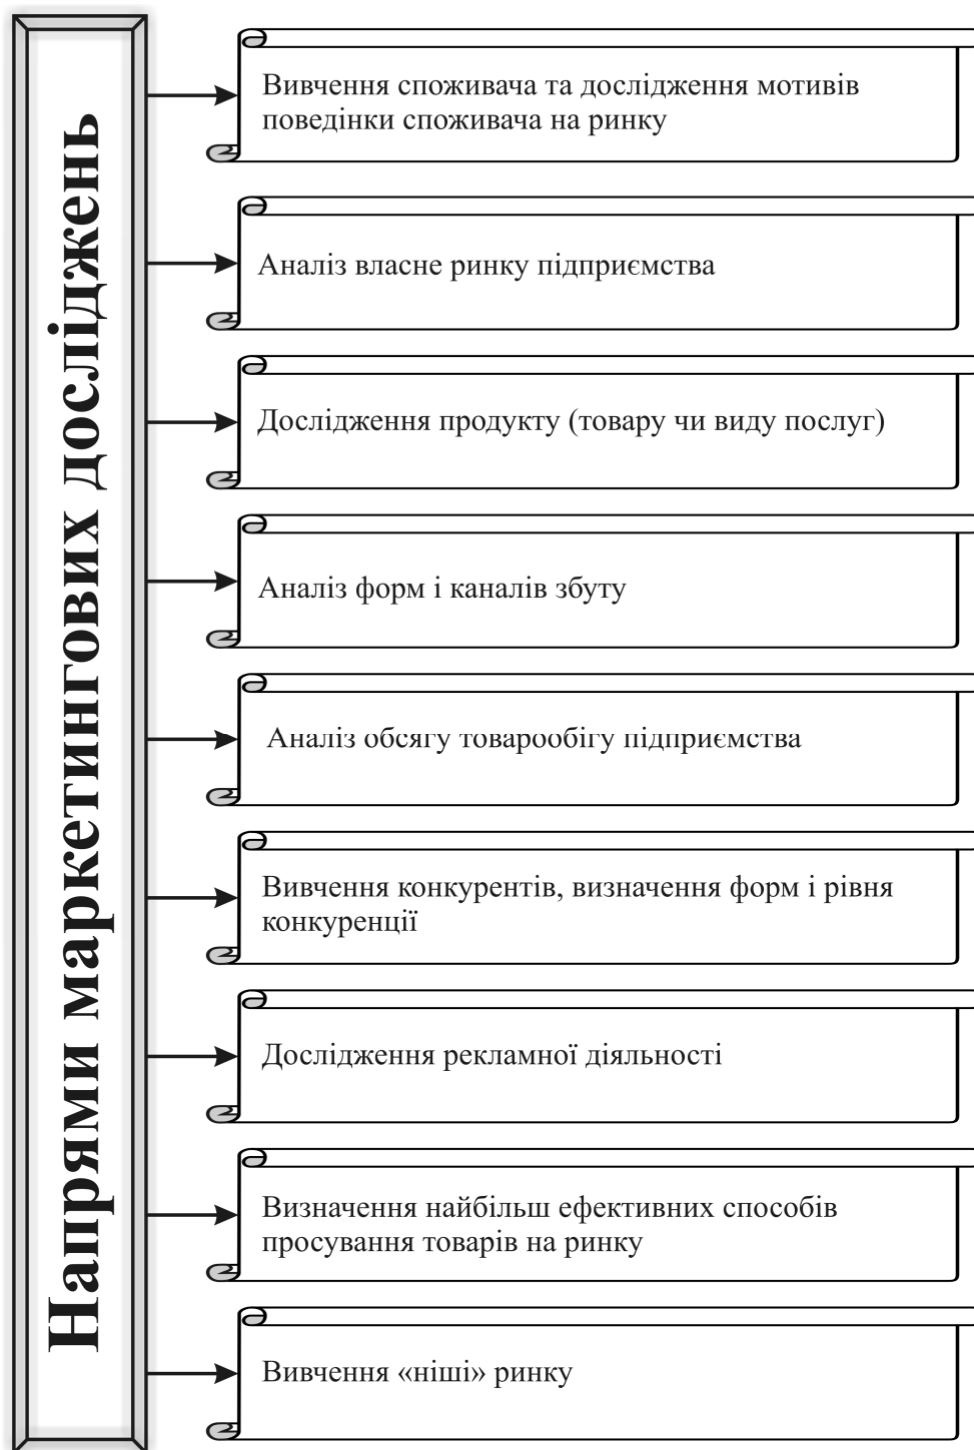 Напрями маркетингових досліджень
Вивчення споживача та дослідження мотивів
поведінки споживача на ринку
Аналіз власне ринку підприємства
Дослідження продукту (товару чи виду послуг)
Аналіз форм і каналів збуту
Аналіз обсягу товарообігу підприємства
Вивчення конкурентів, визначення форм і рівня
конкуренції
Дослідження рекламної діяльності
Визначення найбільш ефективних способів
просування товарів на ринку
Вивчення «ніші» ринку